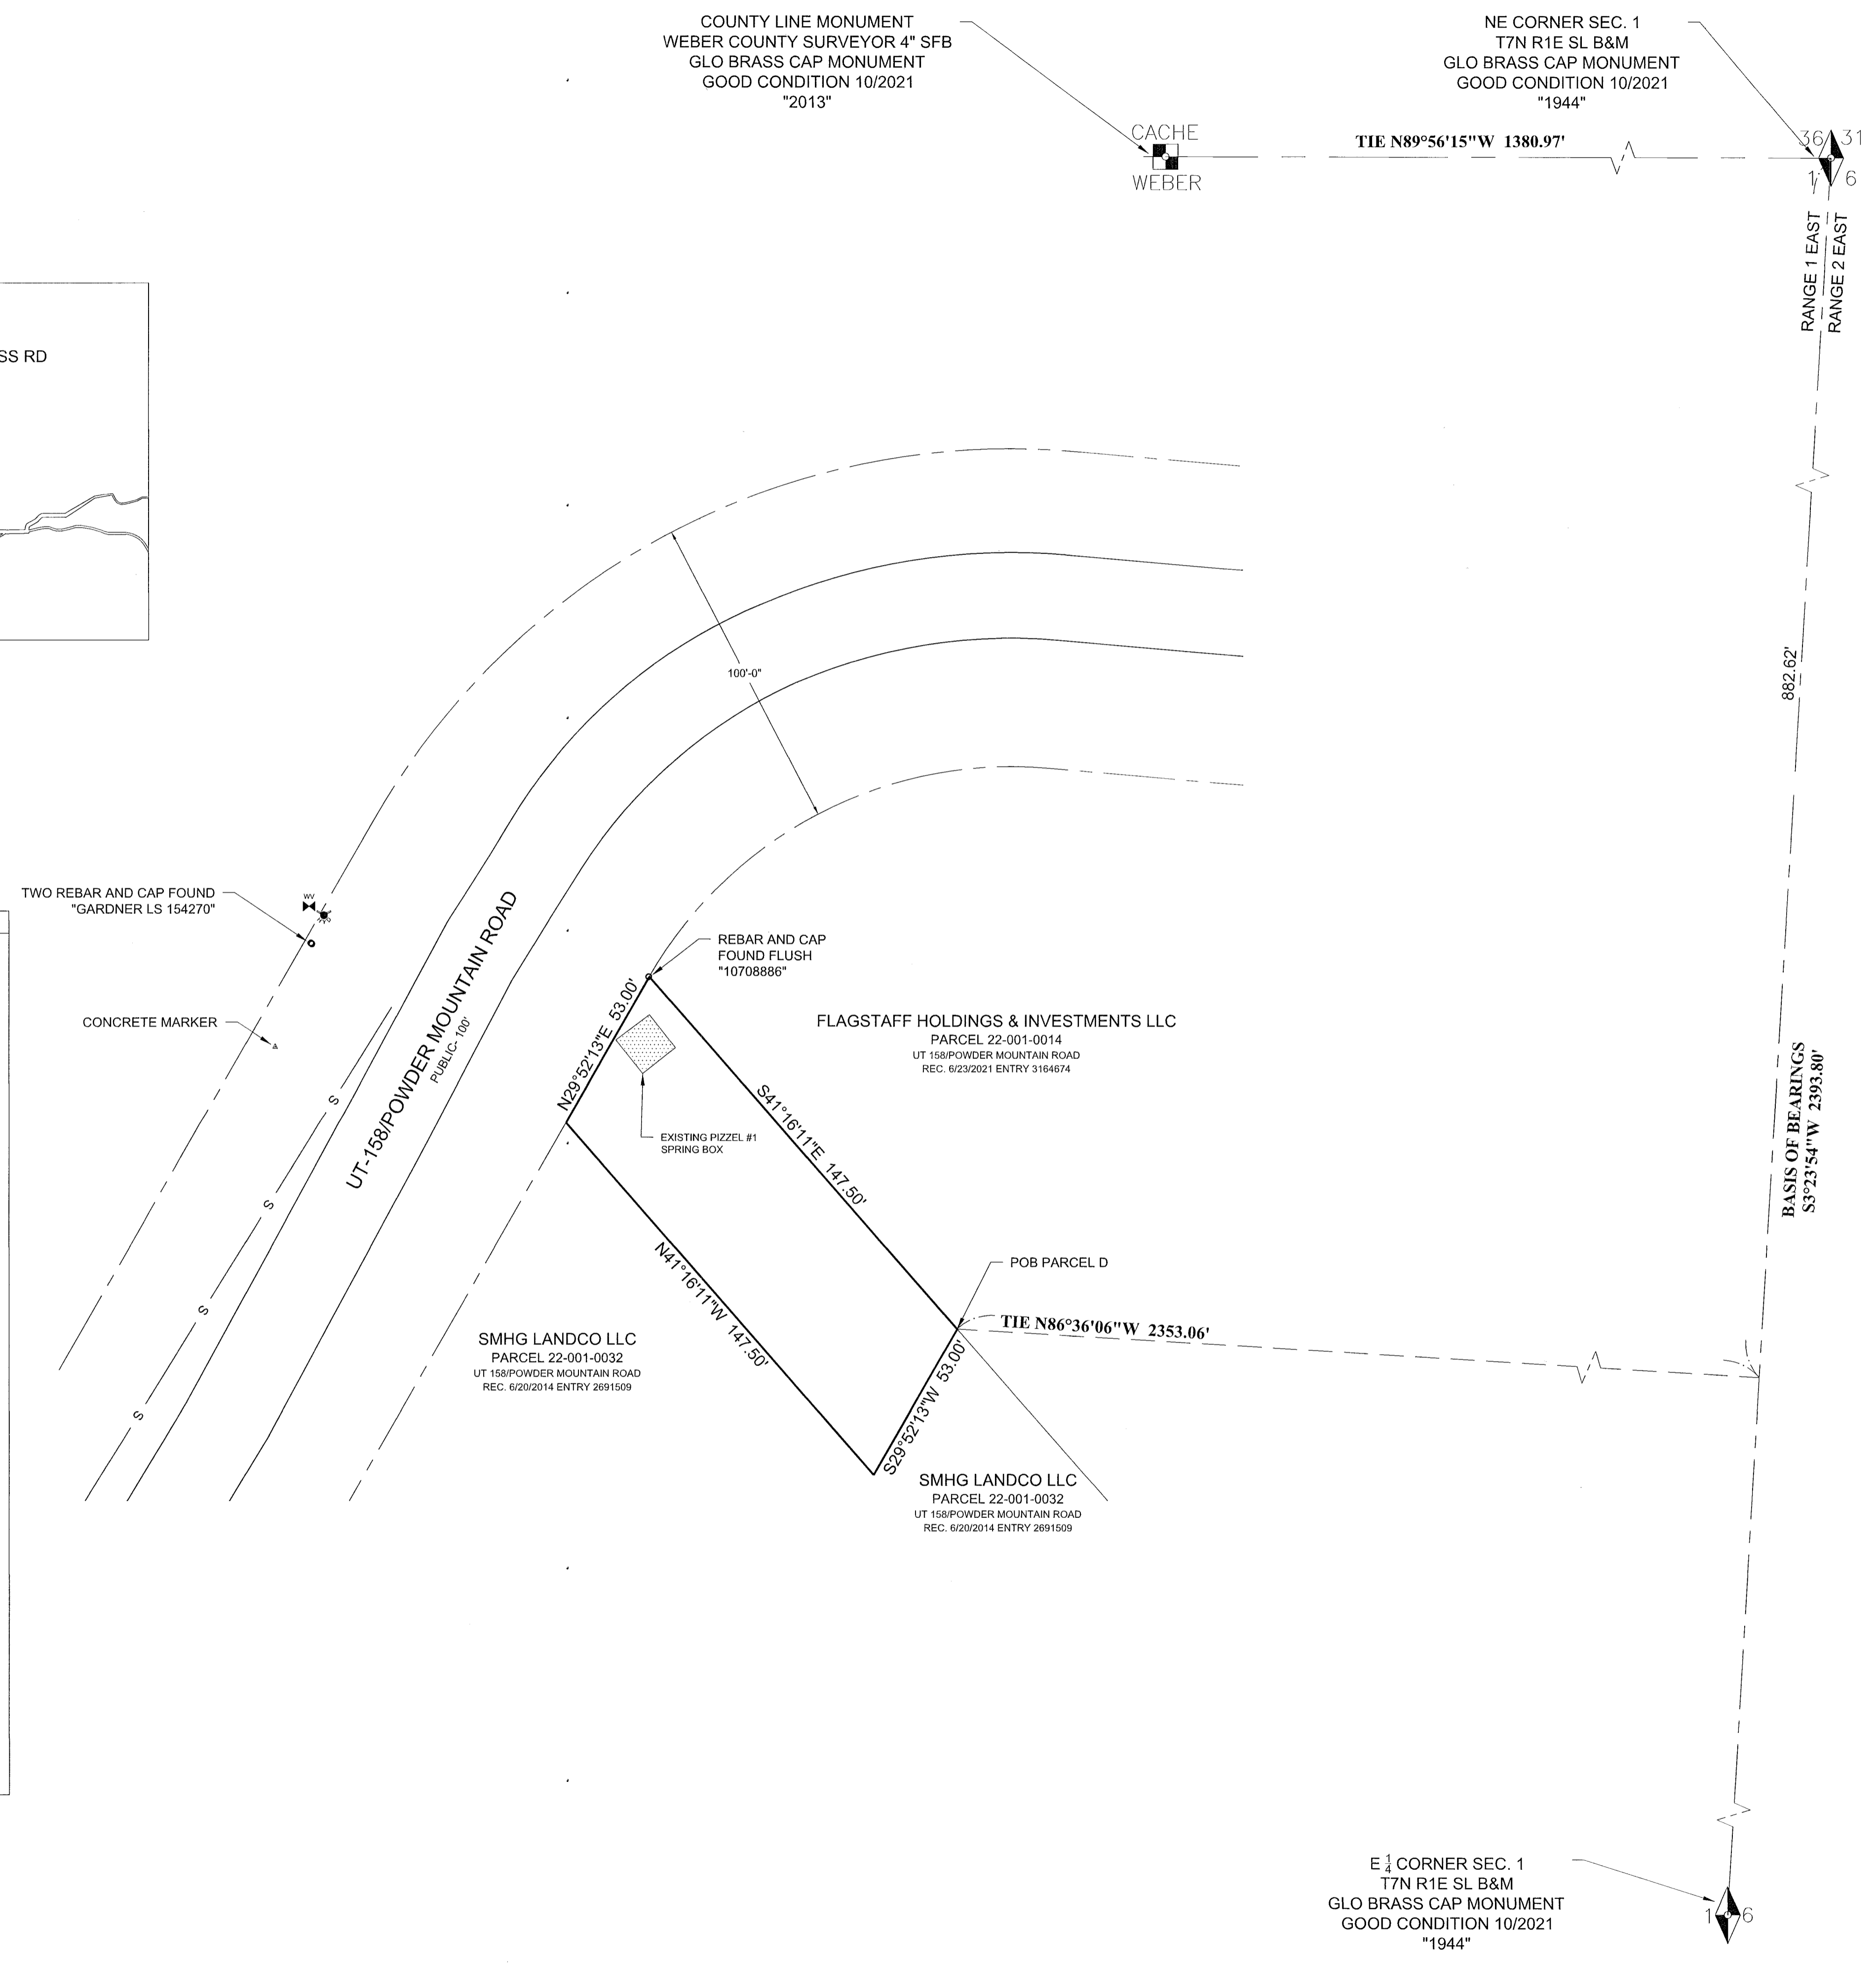 COUNTY LINE MONUMENT
WEBER COUNTY SURVEYOR 4" SFB
GLO BRASS CAP MONUMENT
GOOD CONDITION 10/2021
"2013"
NE CORNER SEC. 1
T7N R1E SL B&M
GLO BRASS CAP MONUMENT
GOOD CONDITION 10/2021
"1944"
CACHE
WEBER
TIE N89°56'15"W 1380.97'
36 31
1 6
RANGE 1 EAST
RANGE 2 EAST
SS RD
882.62'
100'-0"
TWO REBAR AND CAP FOUND
"GARDNER LS 154270"
WV
CONCRETE MARKER
UT-158/POWDER MOUNTAIN ROAD
PUBLIC- 100'
S
S
S
S
REBAR AND CAP
FOUND FLUSH
"10708886"
N29°52'13"E 53.00'
FLAGSTAFF HOLDINGS & INVESTMENTS LLC
PARCEL 22-001-0014
UT 158/POWDER MOUNTAIN ROAD
REC. 6/23/2021 ENTRY 3164674
EXISTING PIZZEL #1
SPRING BOX
S41°16'11"E 147.50'
BASIS OF BEARINGS
S3°23'54"W 2393.80'
N41°16'11"W 147.50'
POB PARCEL D
TIE N86°36'06"W 2353.06'
SMHG LANDCO LLC
PARCEL 22-001-0032
UT 158/POWDER MOUNTAIN ROAD
REC. 6/20/2014 ENTRY 2691509
S29°52'13"W 53.00'
SMHG LANDCO LLC
PARCEL 22-001-0032
UT 158/POWDER MOUNTAIN ROAD
REC. 6/20/2014 ENTRY 2691509
E 1/4 CORNER SEC. 1
T7N R1E SL B&M
GLO BRASS CAP MONUMENT
GOOD CONDITION 10/2021
"1944"
1 6